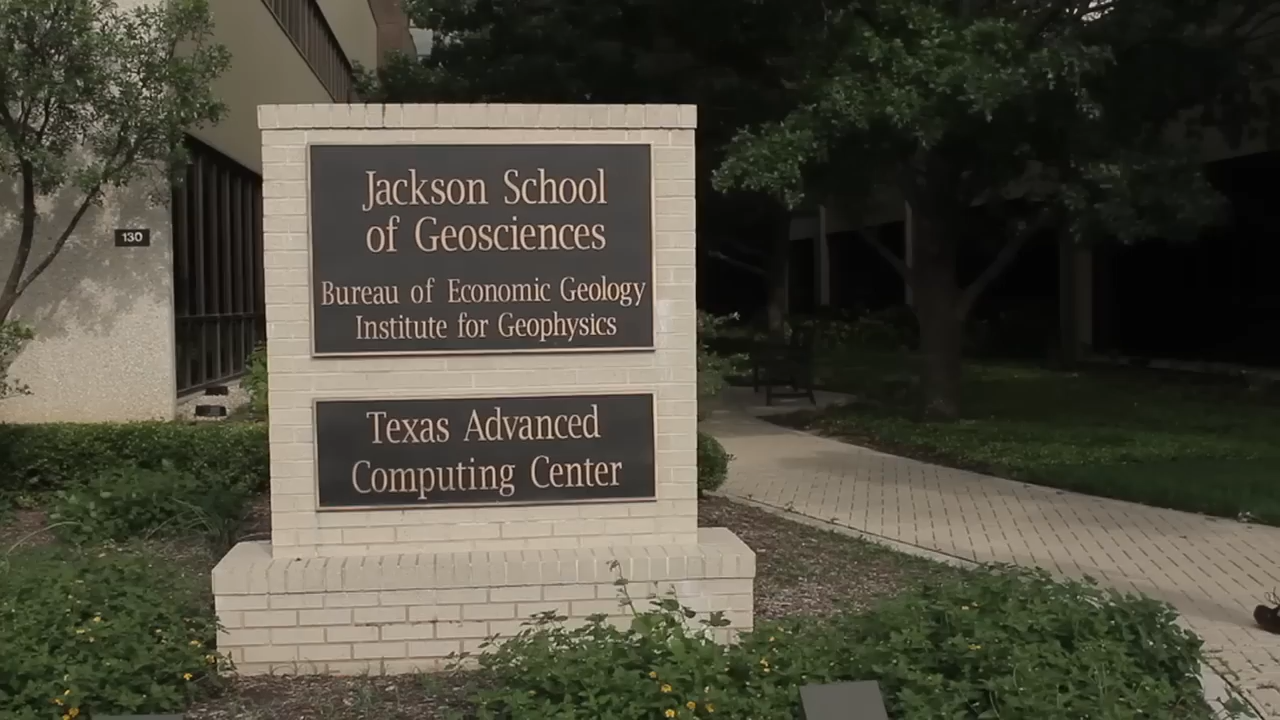 130
Jackson School
of Geosciences
Bureau of Economic Geology
Institute for Geophysics
Texas Advanced
Computing Center